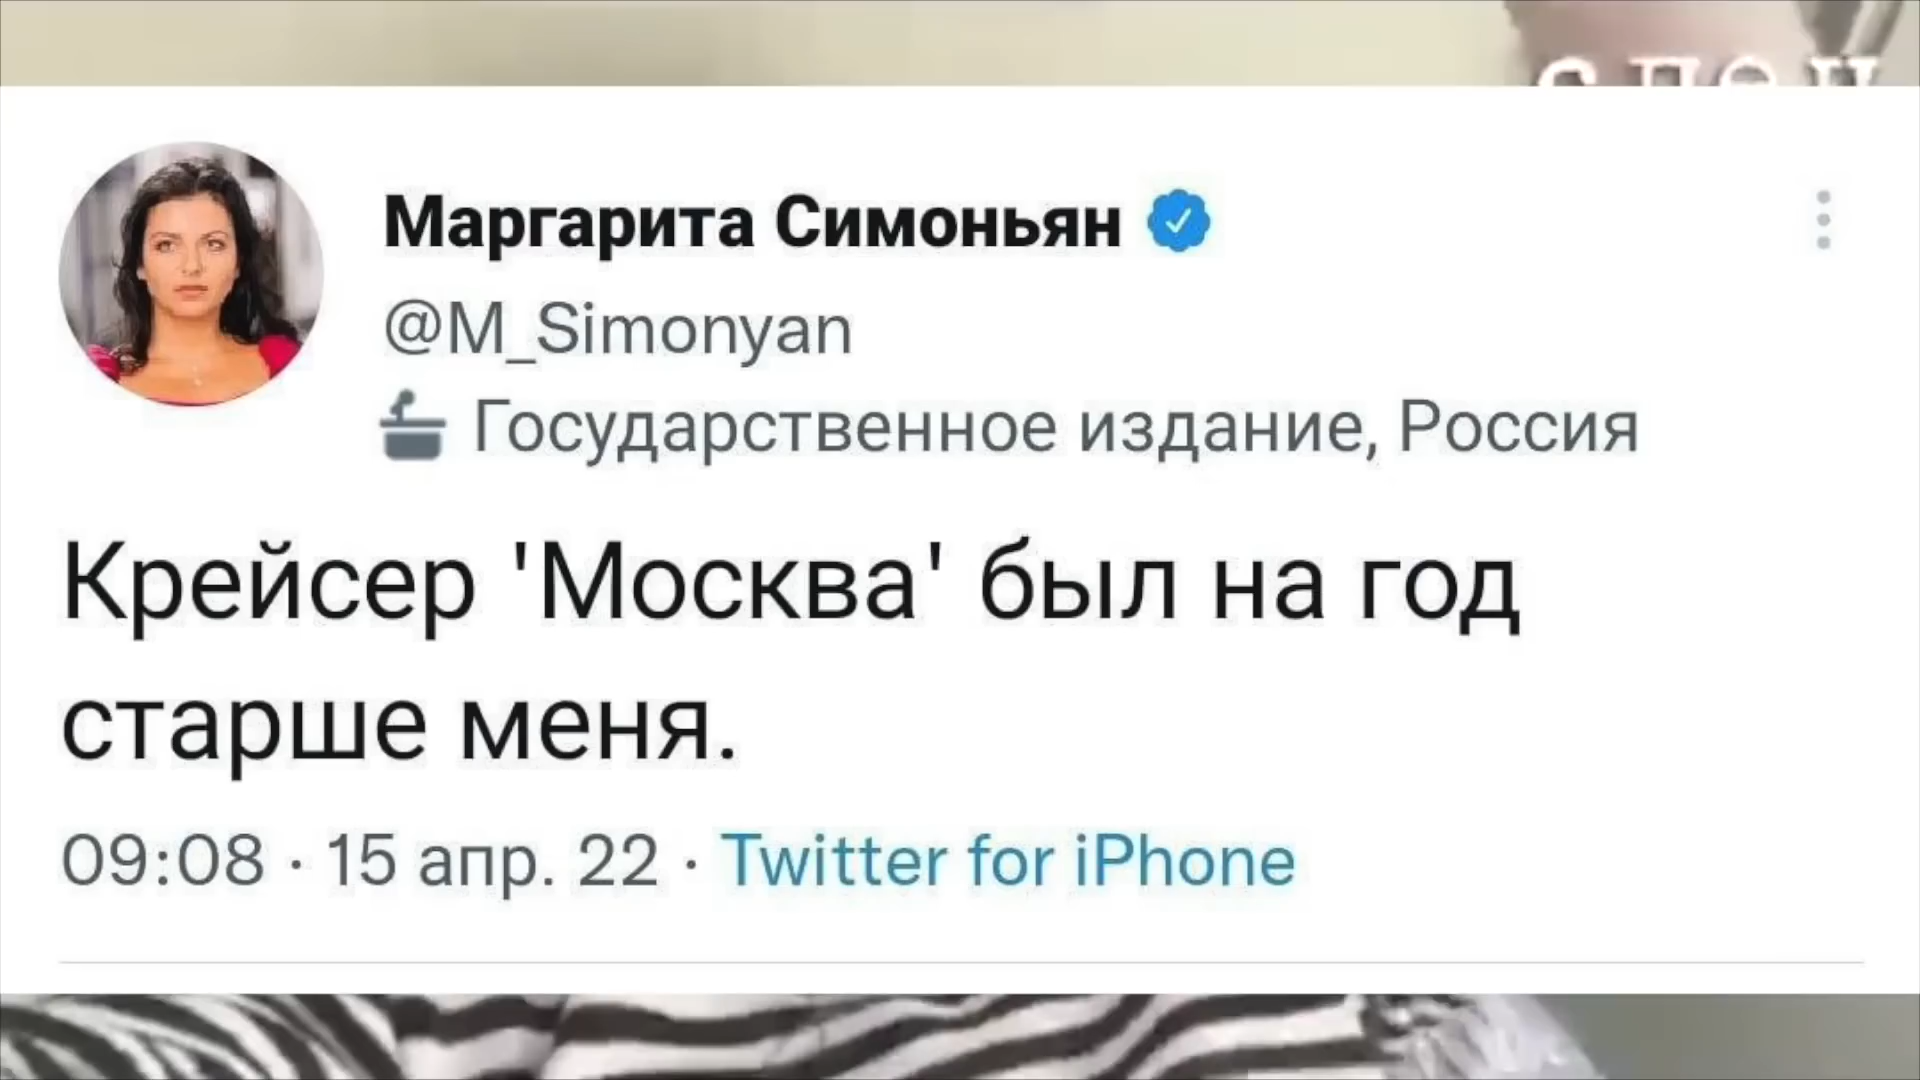 Маргарита Симоньян
@M_Simonyan
Государственное издание, Россия
Крейсер 'Москва' был на год
старше меня.
09:08 · 15 апр. 22 · Twitter for iPhone